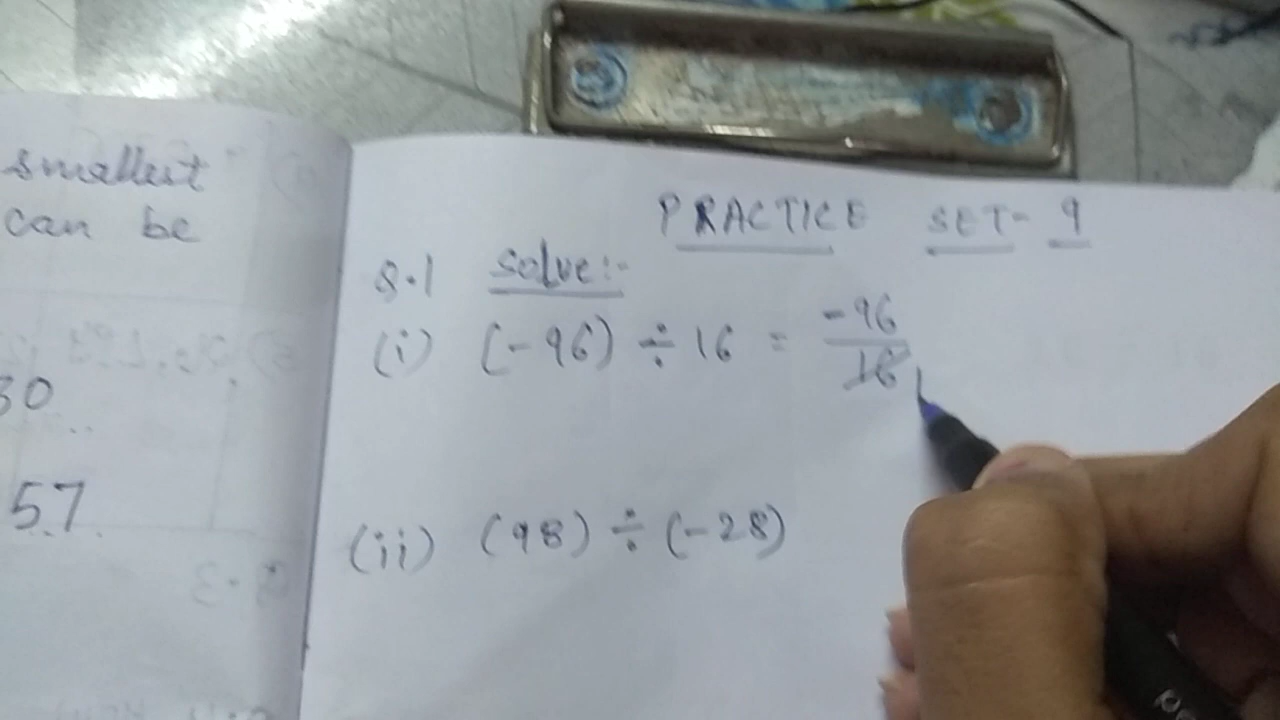 smallest
can be
30
57
PRACTICE SET- 9
Q.1 Solve:-
(i) (-96) ÷ 16 = -96/16
(ii) (98) ÷ (-28)